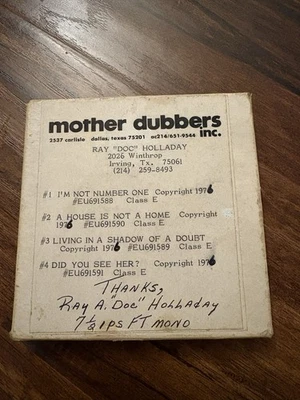 mother dubbers
inc.
2537 carlisle dallas, texas 75201 ac214/651-9544
RAY "DOC" HOLLADAY
2026 Winthrop
Irving, Tx. 75061
(214) 259-8493
#1 I'M NOT NUMBER ONE Copyright 1976
#EU691588 Class E
#2 A HOUSE IS NOT A HOME Copyright
1976 #EU691590 Class E
#3 LIVING IN A SHADOW OF A DOUBT
Copyright 1976 #EU691589 Class E
#4 DID YOU SEE HER? Copyright 1976
#EU691591 Class E
THANKS,
RAY A. "DOC" HOLLADAY
7 1/2 IPS FT MONO